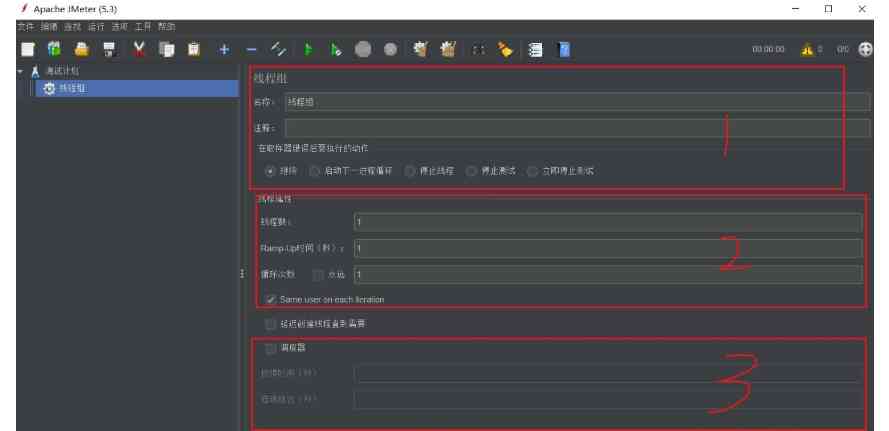 Apache JMeter (5.3)
文件 编辑 查找 运行 选项 工具 帮助
00:00:00 0 0/0
测试计划
线程组
线程组
名称： 线程组
注释：
在取样器错误后要执行的动作
继续 启动下一进程循环 停止线程 停止测试 立即停止测试
1
线程属性
线程数： 1
Ramp-Up时间（秒）： 1
循环次数 永远 1
2
Same user on each iteration
延迟创建线程直到需要
调度器
持续时间（秒）
启动延迟（秒）
3